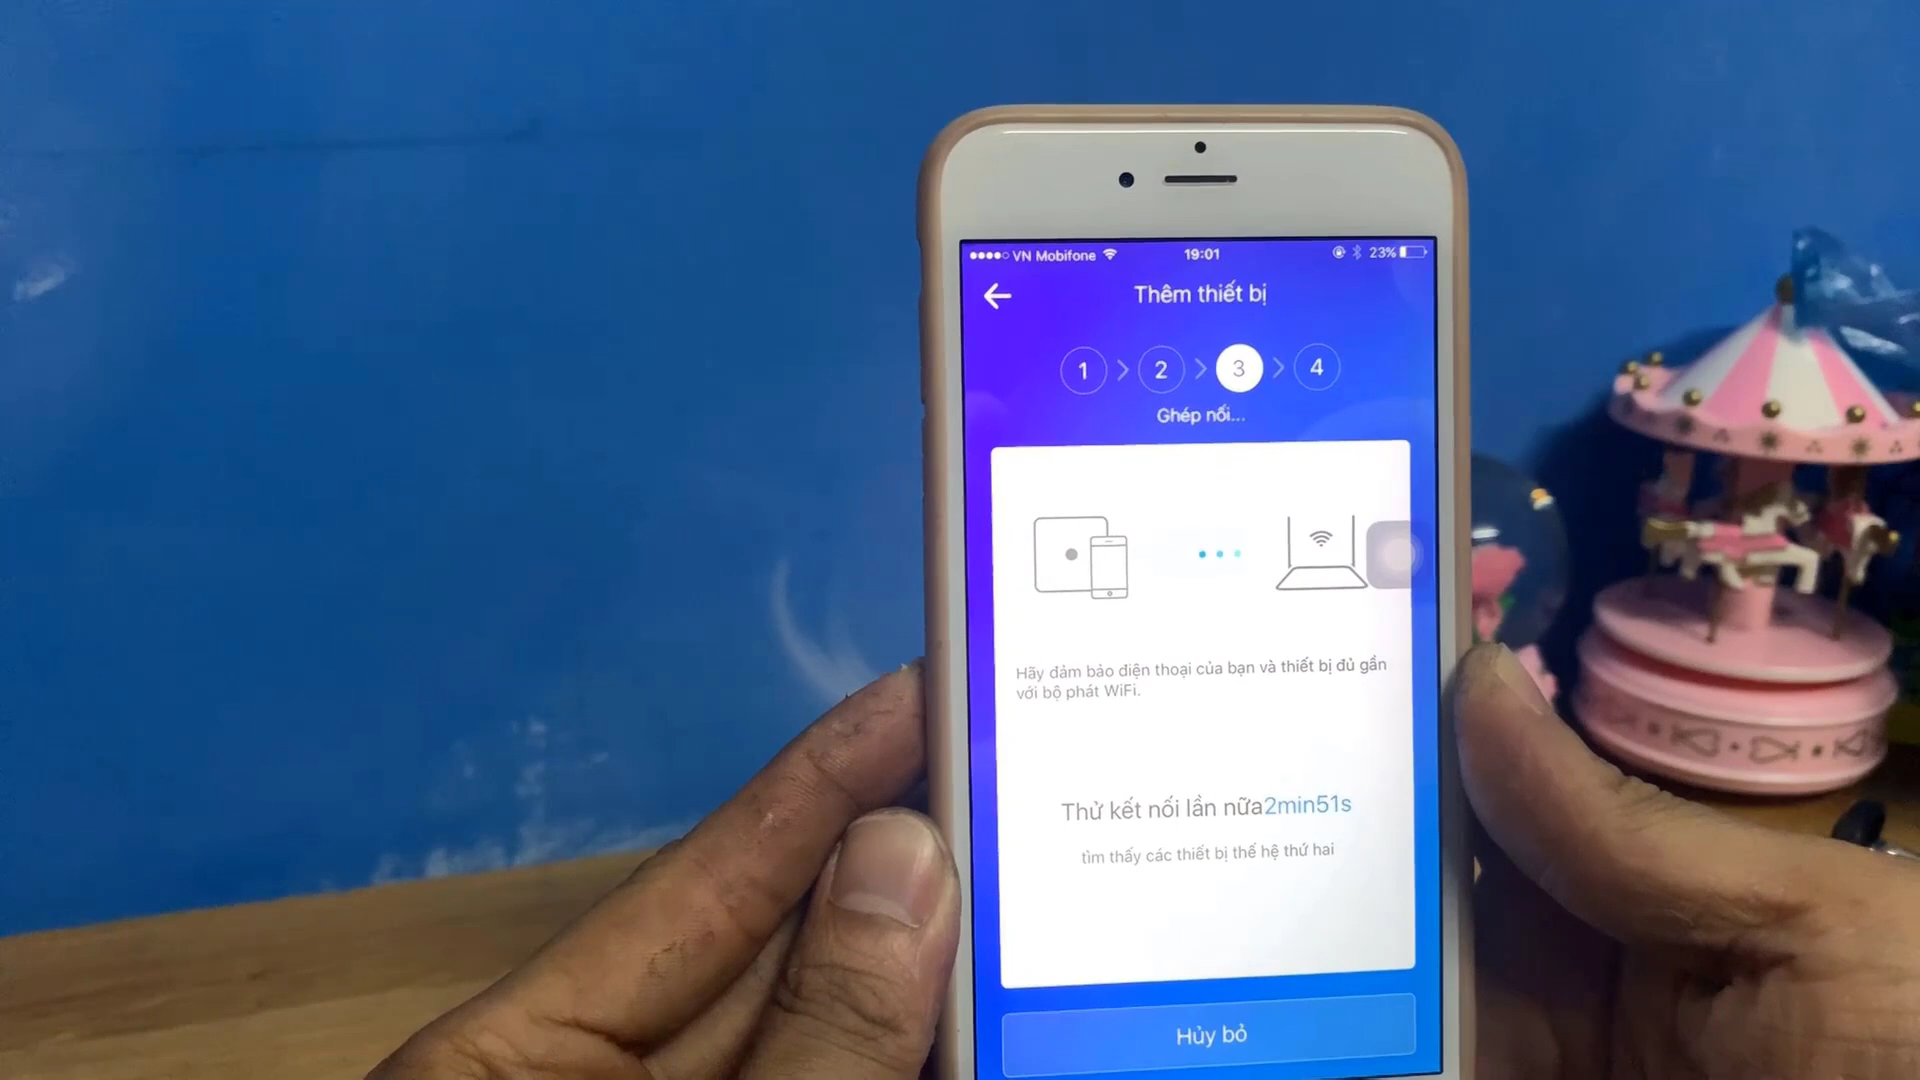 VN Mobifone 19:01 23%
Thêm thiết bị
1 2 3 4
Ghép nối...
Hãy đảm bảo điện thoại của bạn và thiết bị đủ gần
với bộ phát WiFi.
Thử kết nối lần nữa2min51s
tìm thấy các thiết bị thế hệ thứ hai
Hủy bỏ